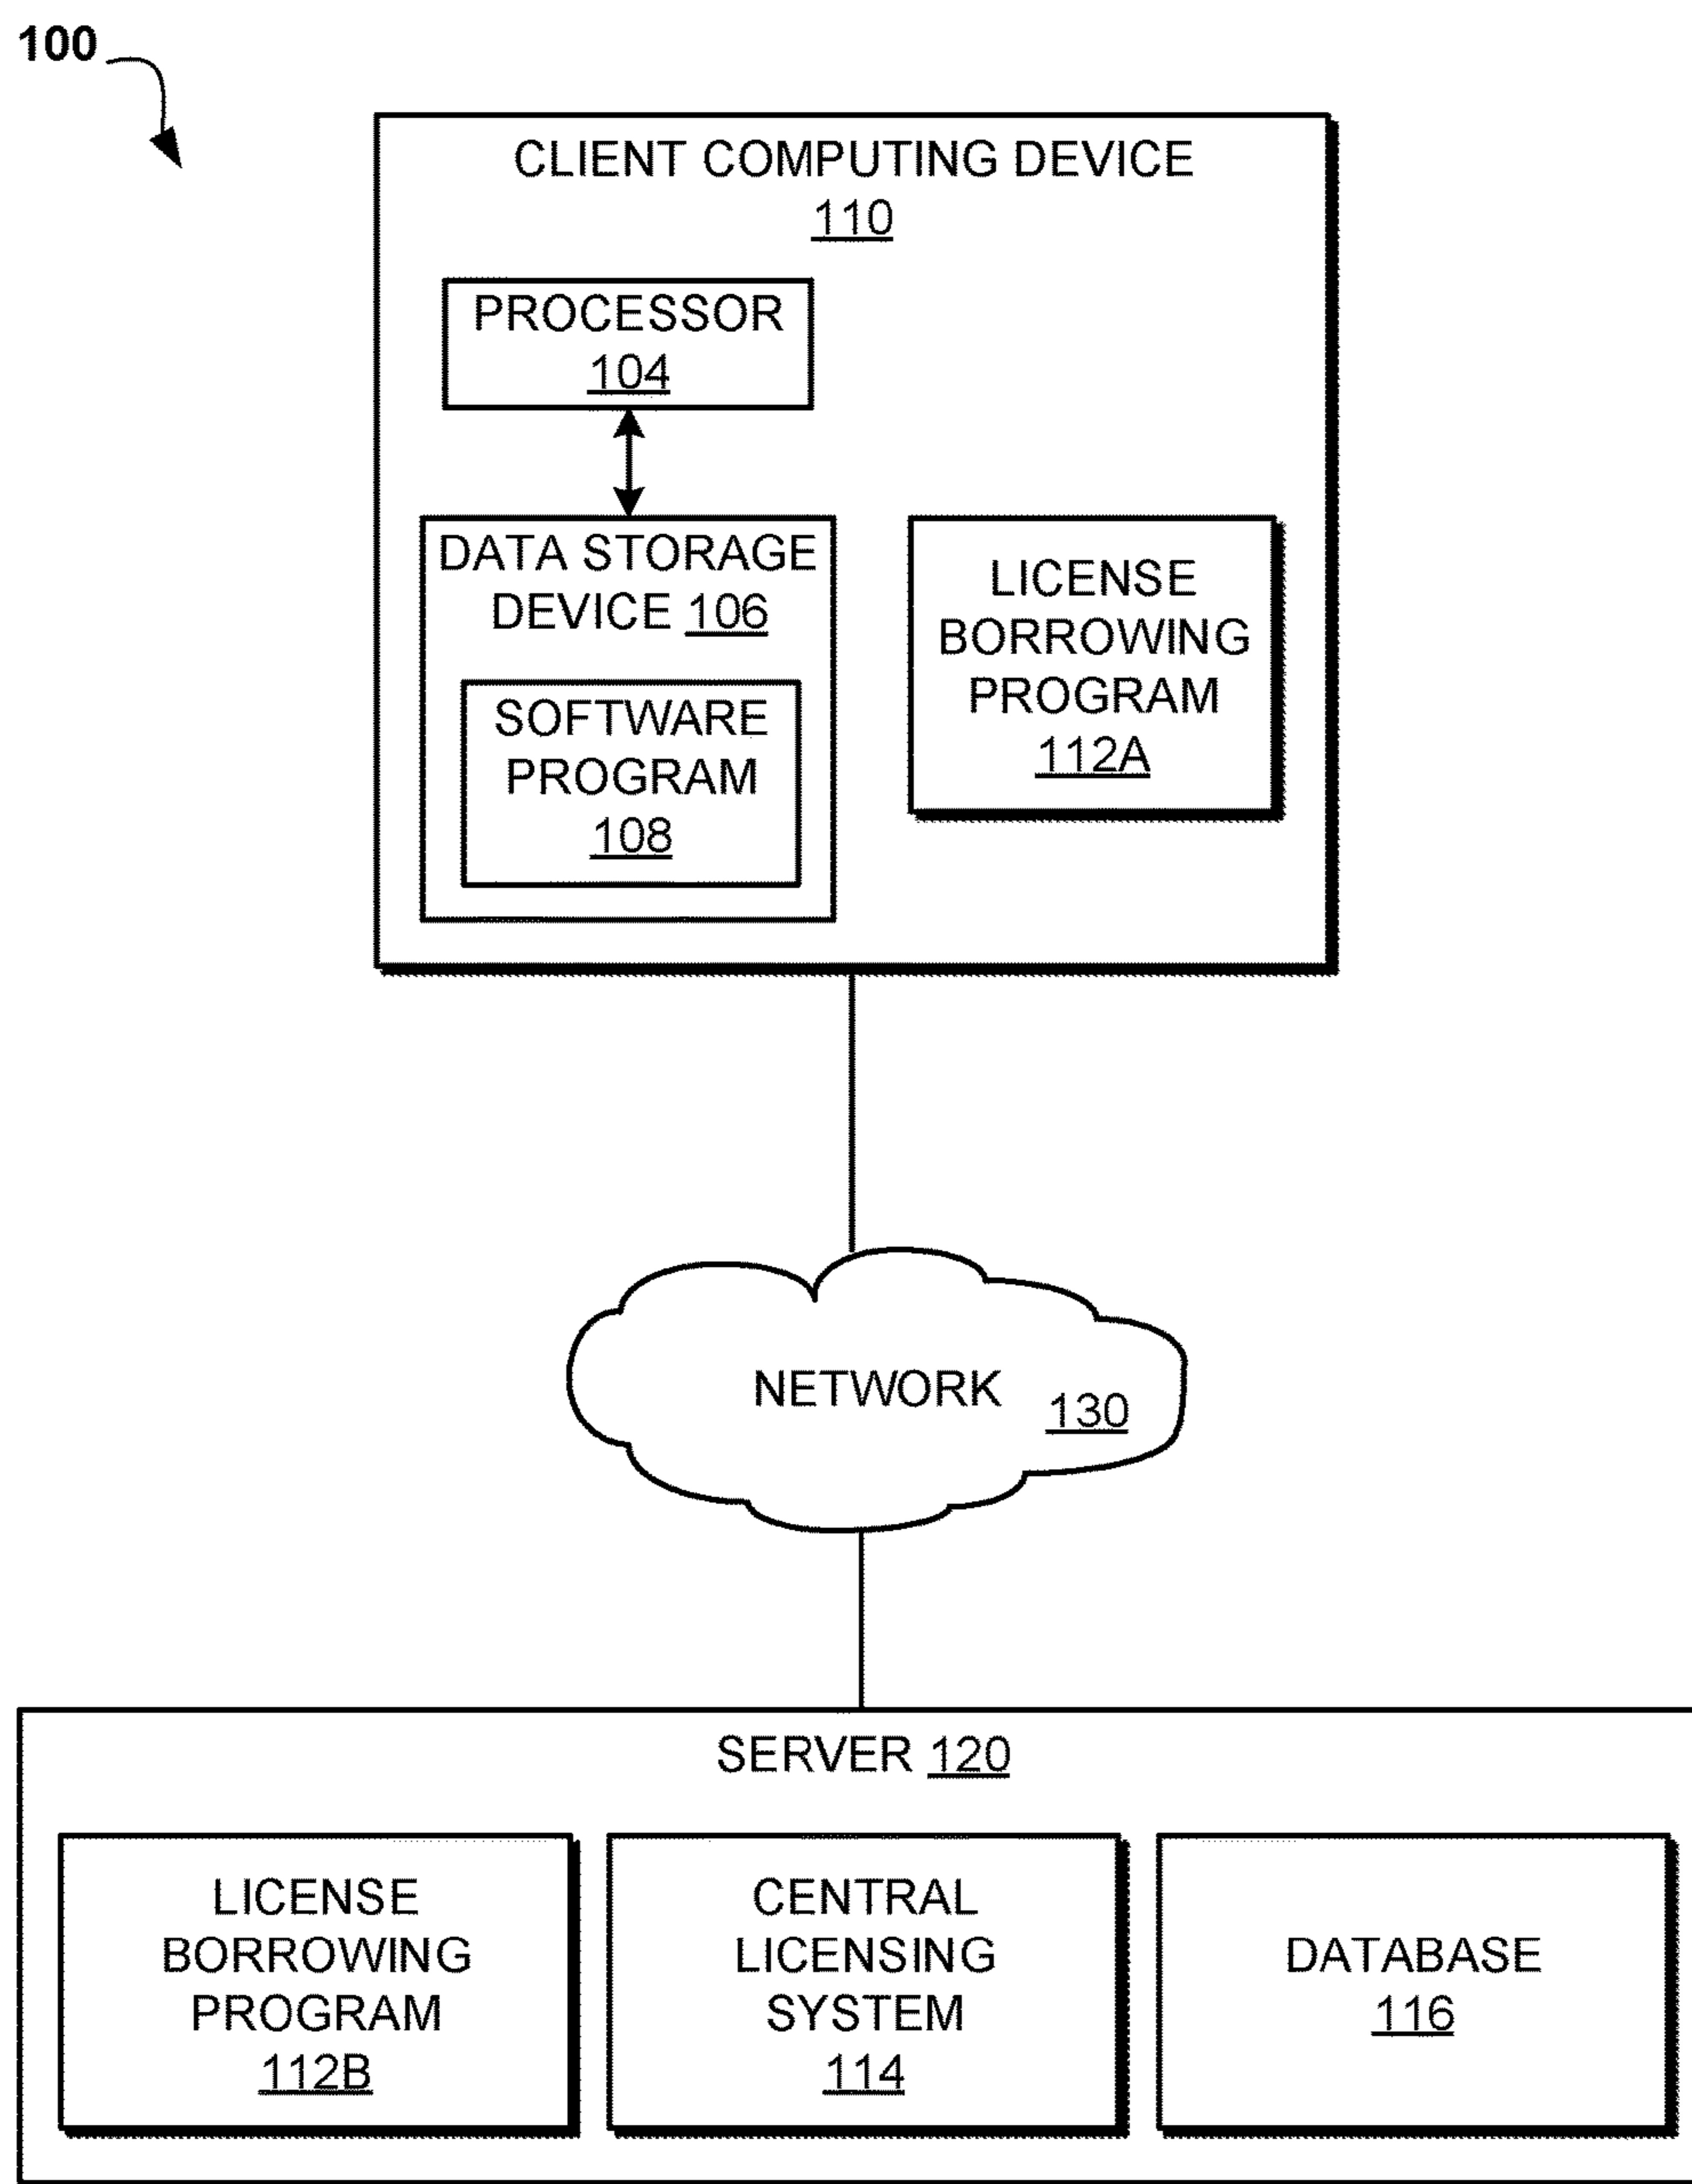 100
CLIENT COMPUTING DEVICE
110
PROCESSOR
104
DATA STORAGE
DEVICE 106
SOFTWARE
PROGRAM
108
LICENSE
BORROWING
PROGRAM
112A
NETWORK 130
SERVER 120
LICENSE
BORROWING
PROGRAM
112B
CENTRAL
LICENSING
SYSTEM
114
DATABASE
116